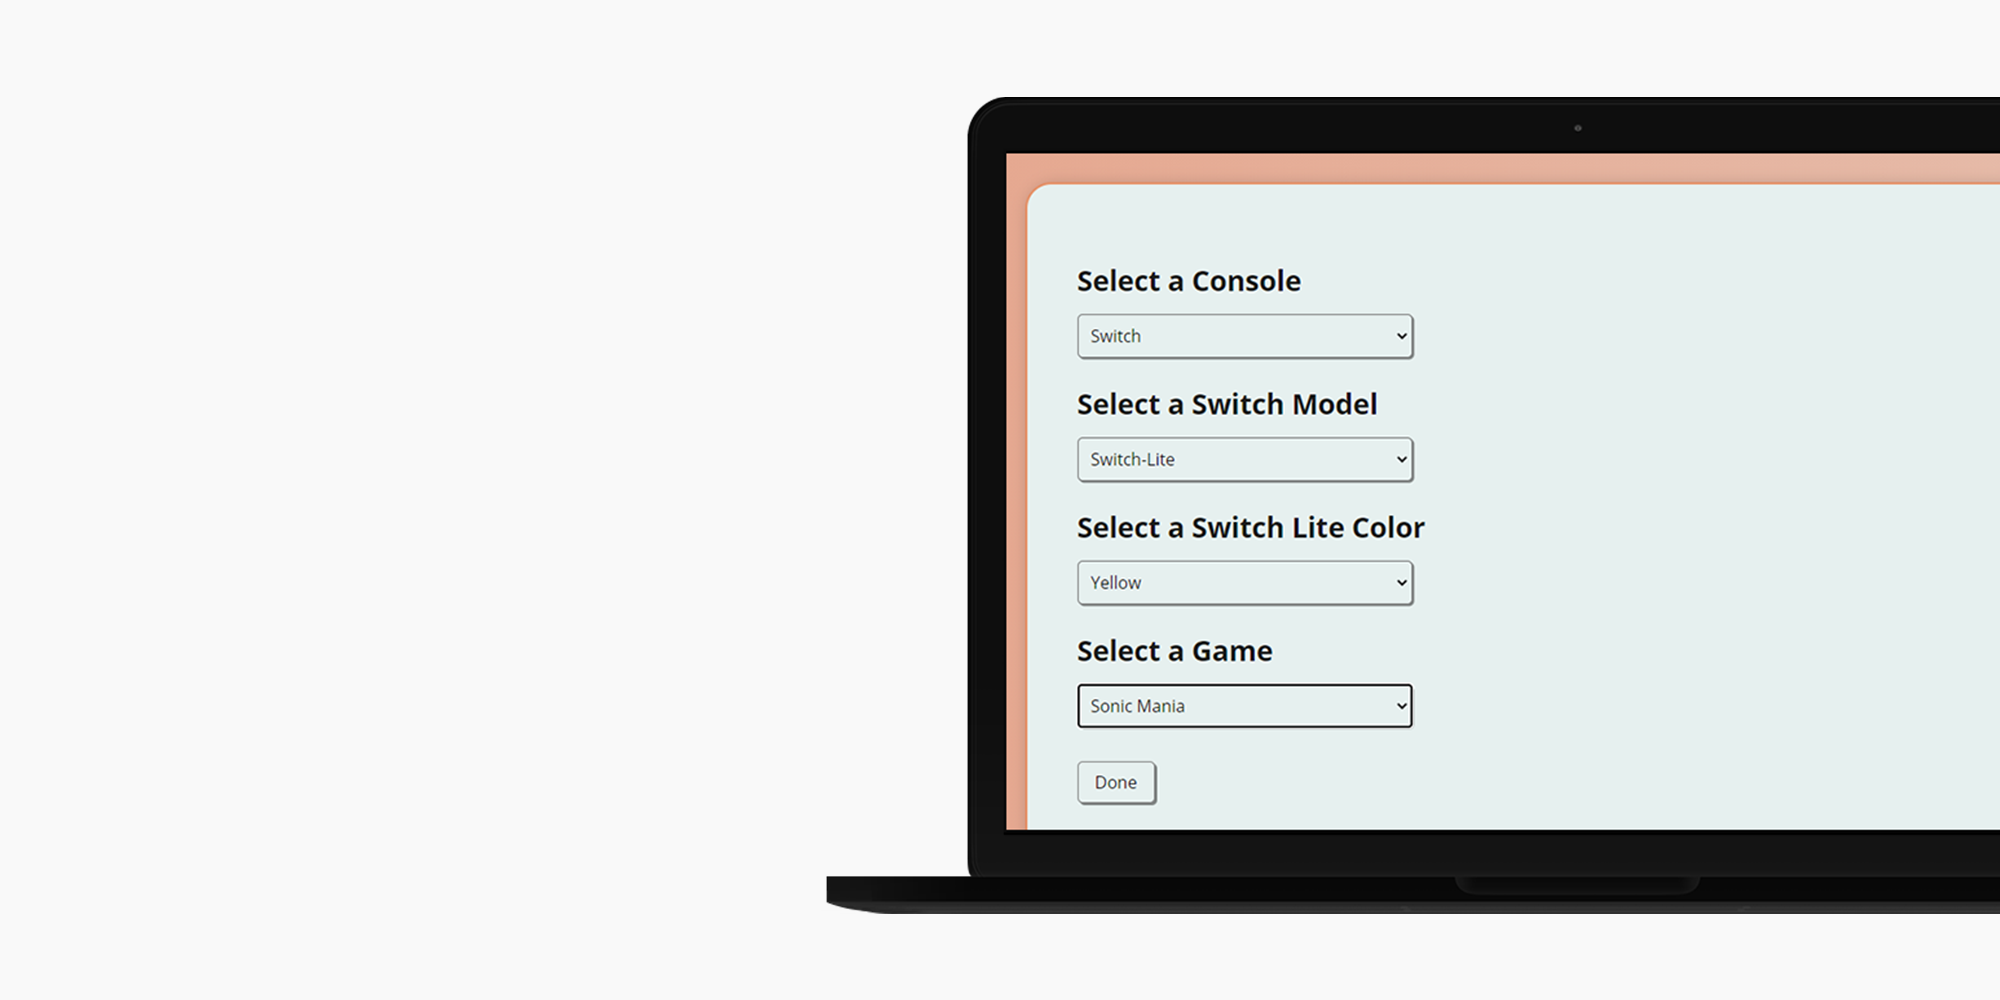 Select a Console
Switch
Select a Switch Model
Switch-Lite
Select a Switch Lite Color
Yellow
Select a Game
Sonic Mania
Done